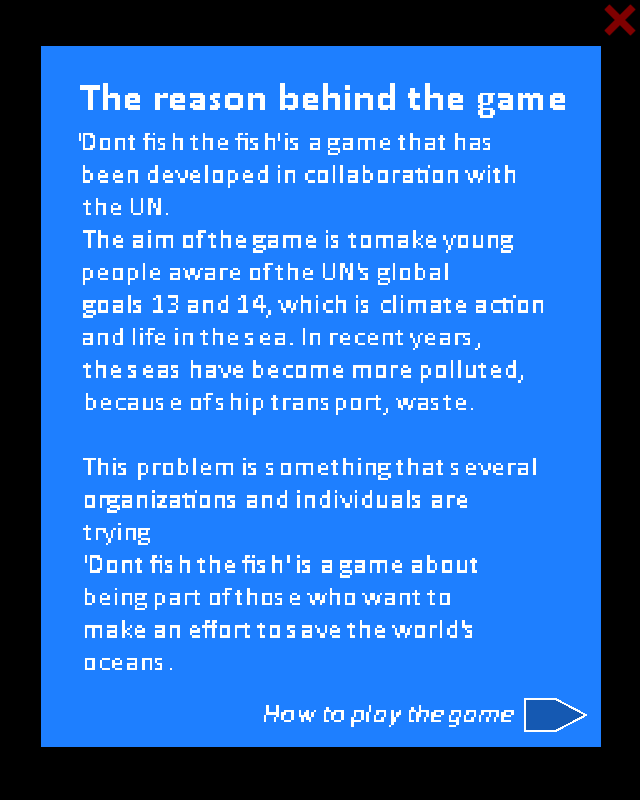 The reason behind the game
'Dont fish the fish' is a game that has
been developed in collaboration with
the UN.
The aim of the game is to make young
people aware of the UN's global
goals 13 and 14, which is climate action
and life in the sea. In recent years,
the seas have become more polluted,
because of ship transport, waste.
This problem is something that several
organizations and individuals are
trying
'Dont fish the fish' is a game about
being part of those who want to
make an effort to save the world's
oceans.
How to play the game